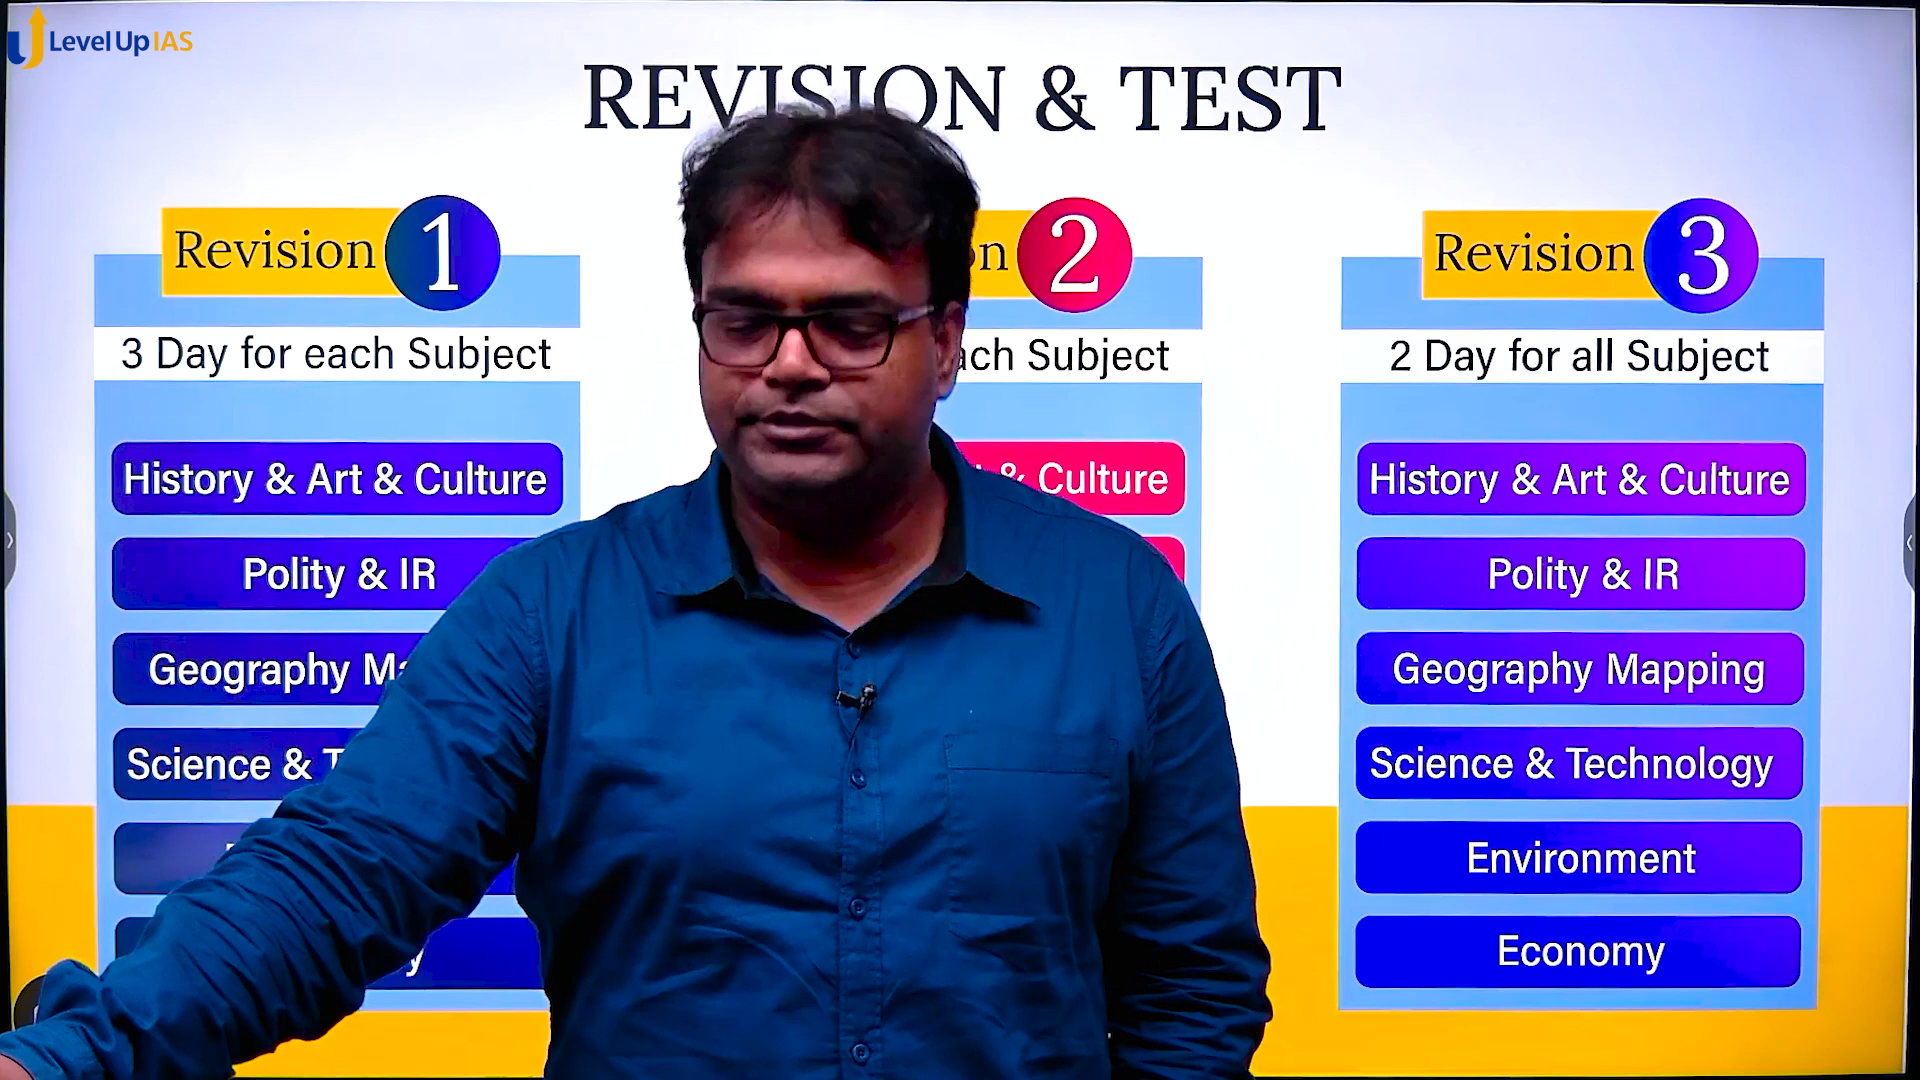 Level Up IAS
REVISION & TEST
Revision 1
3 Day for each Subject
History & Art & Culture
Polity & IR
Geography
Science &
2
Subject
& Culture
Revision 3
2 Day for all Subject
History & Art & Culture
Polity & IR
Geography Mapping
Science & Technology
Environment
Economy